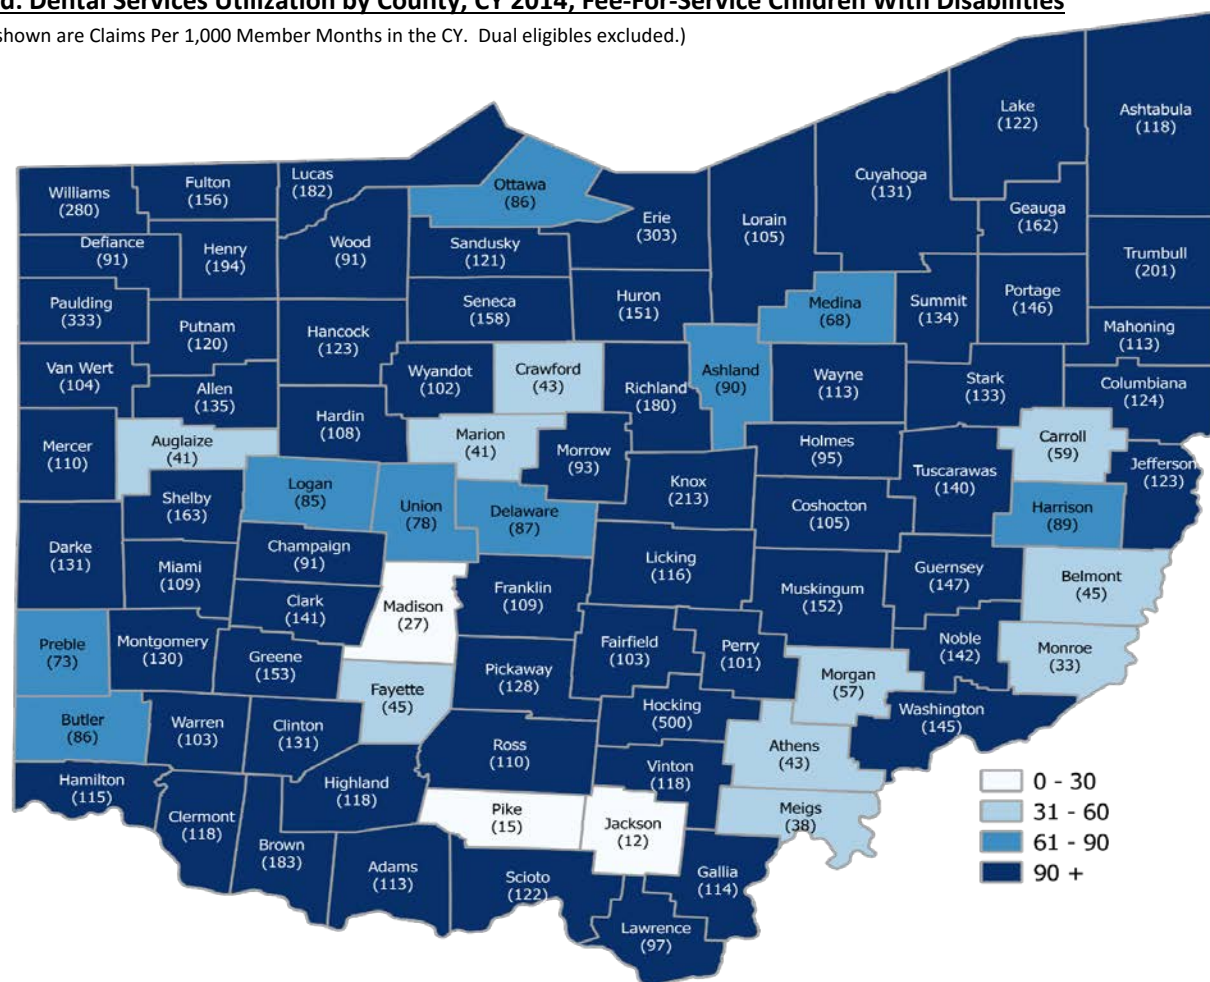 d. Dental Services Utilization by County, CY 2014, Fee-For-Service Children With Disabilities
shown are Claims Per 1,000 Member Months in the CY.  Dual eligibles excluded.)
Lake
(122)
Ashtabula
(118)
Cuyahoga
(131)
Lucas
(182)
Fulton
(156)
Williams
(280)
Ottawa
(86)
Erie
(303)
Lorain
(105)
Geauga
(162)
Defiance
(91)
Henry
(194)
Wood
(91)
Sandusky
(121)
Trumbull
(201)
Paulding
(333)
Putnam
(120)
Hancock
(123)
Seneca
(158)
Huron
(151)
Medina
(68)
Summit
(134)
Portage
(146)
Mahoning
(113)
Van Wert
(104)
Allen
(135)
Hardin
(108)
Wyandot
(102)
Crawford
(43)
Richland
(180)
Ashland
(90)
Wayne
(113)
Stark
(133)
Columbiana
(124)
Mercer
(110)
Auglaize
(41)
Marion
(41)
Morrow
(93)
Holmes
(95)
Carroll
(59)
Tuscarawas
(140)
Jefferson
(123)
Shelby
(163)
Logan
(85)
Union
(78)
Delaware
(87)
Knox
(213)
Coshocton
(105)
Harrison
(89)
Darke
(131)
Miami
(109)
Champaign
(91)
Licking
(116)
Guernsey
(147)
Belmont
(45)
Clark
(141)
Madison
(27)
Franklin
(109)
Muskingum
(152)
Preble
(73)
Montgomery
(130)
Greene
(153)
Fairfield
(103)
Perry
(101)
Noble
(142)
Monroe
(33)
Fayette
(45)
Pickaway
(128)
Morgan
(57)
Washington
(145)
Butler
(86)
Warren
(103)
Clinton
(131)
Hocking
(500)
Ross
(110)
Athens
(43)
Hamilton
(115)
Highland
(118)
Vinton
(118)
Clermont
(118)
Pike
(15)
Jackson
(12)
Meigs
(38)
Brown
(183)
Adams
(113)
Scioto
(122)
Gallia
(114)
Lawrence
(97)
0 - 30
31 - 60
61 - 90
90 +